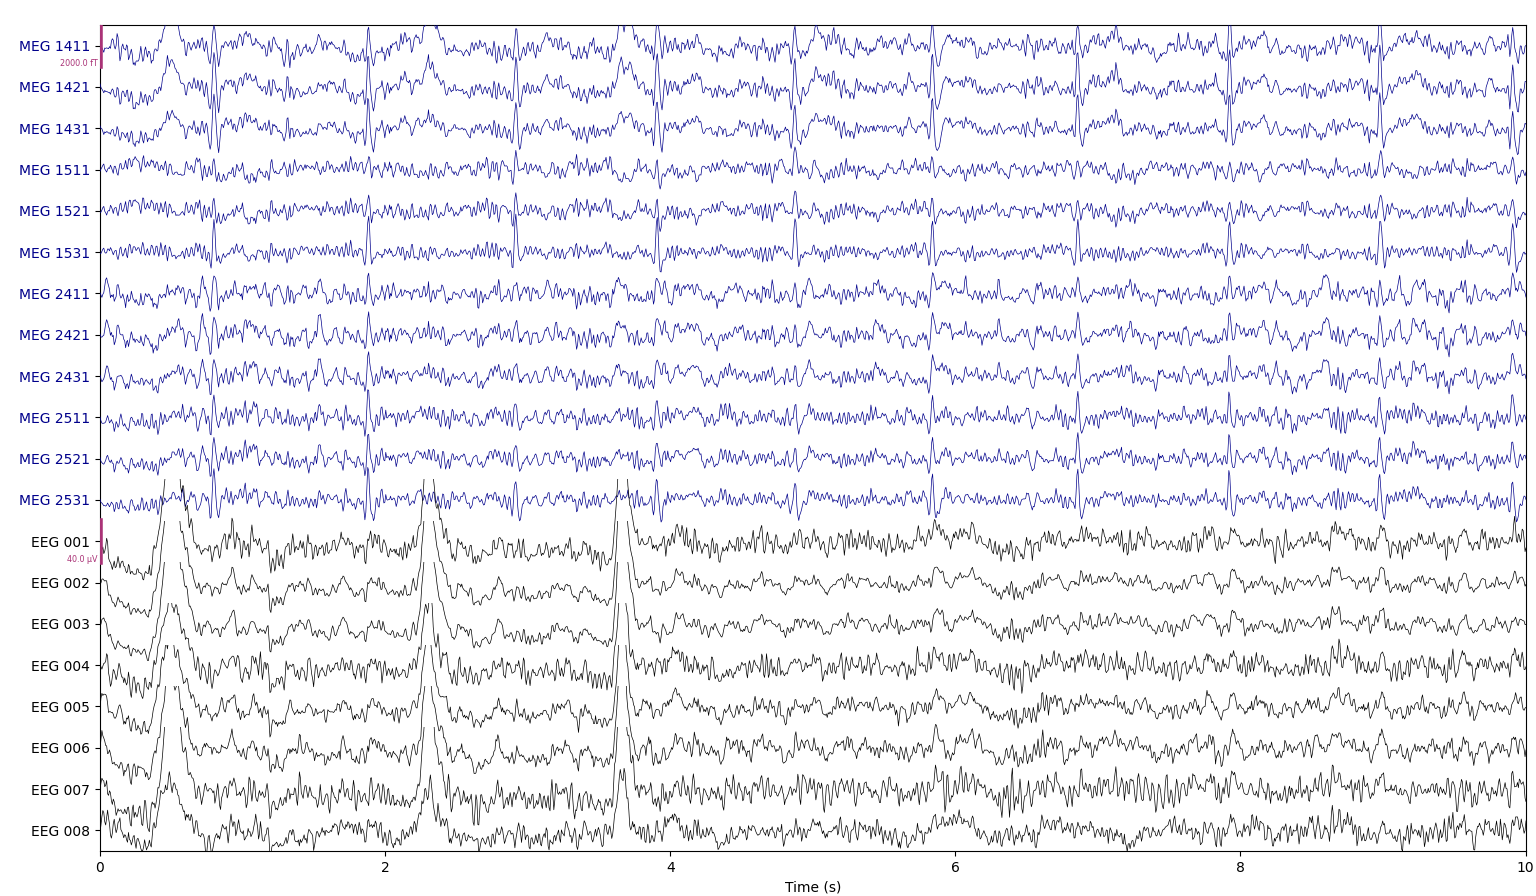 MEG 1411
2000.0 fT
MEG 1421
MEG 1431
MEG 1511
MEG 1521
MEG 1531
MEG 2411
MEG 2421
MEG 2431
MEG 2511
MEG 2521
MEG 2531
EEG 001
40.0 µV
EEG 002
EEG 003
EEG 004
EEG 005
EEG 006
EEG 007
EEG 008
0 2 4 6 8 10
Time (s)